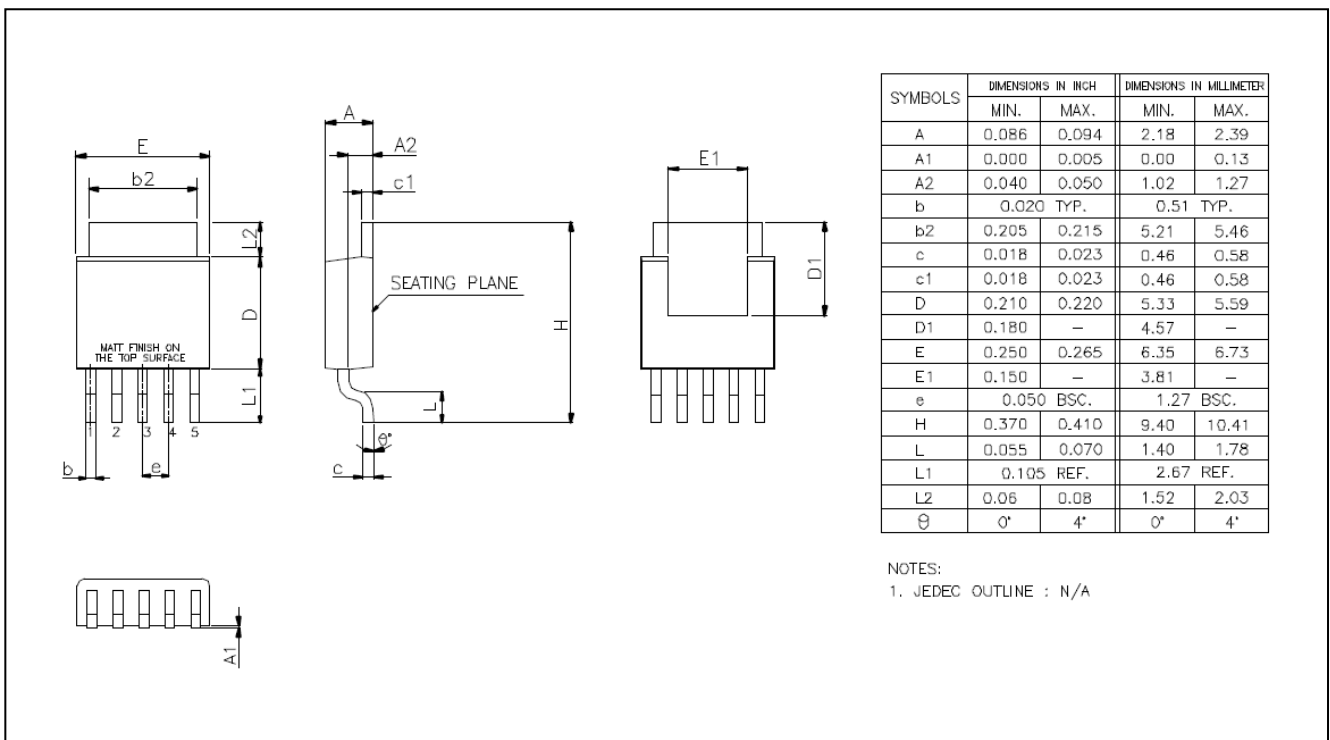 E
b2
L2
D
MATT FINISH ON
THE TOP SURFACE
L1
1 2 3 4 5
b
e
A
A2
c1
SEATING PLANE
H
L
θ°
c
E1
D1
A1
SYMBOLS DIMENSIONS IN INCH DIMENSIONS IN MILLIMETER
MIN. MAX. MIN. MAX.
A 0.086 0.094 2.18 2.39
A1 0.000 0.005 0.00 0.13
A2 0.040 0.050 1.02 1.27
b 0.020 TYP. 0.51 TYP.
b2 0.205 0.215 5.21 5.46
c 0.018 0.023 0.46 0.58
c1 0.018 0.023 0.46 0.58
D 0.210 0.220 5.33 5.59
D1 0.180 – 4.57 –
E 0.250 0.265 6.35 6.73
E1 0.150 – 3.81 –
e 0.050 BSC. 1.27 BSC.
H 0.370 0.410 9.40 10.41
L 0.055 0.070 1.40 1.78
L1 0.105 REF. 2.67 REF.
L2 0.06 0.08 1.52 2.03
θ 0° 4° 0° 4°
NOTES:
1. JEDEC OUTLINE : N/A